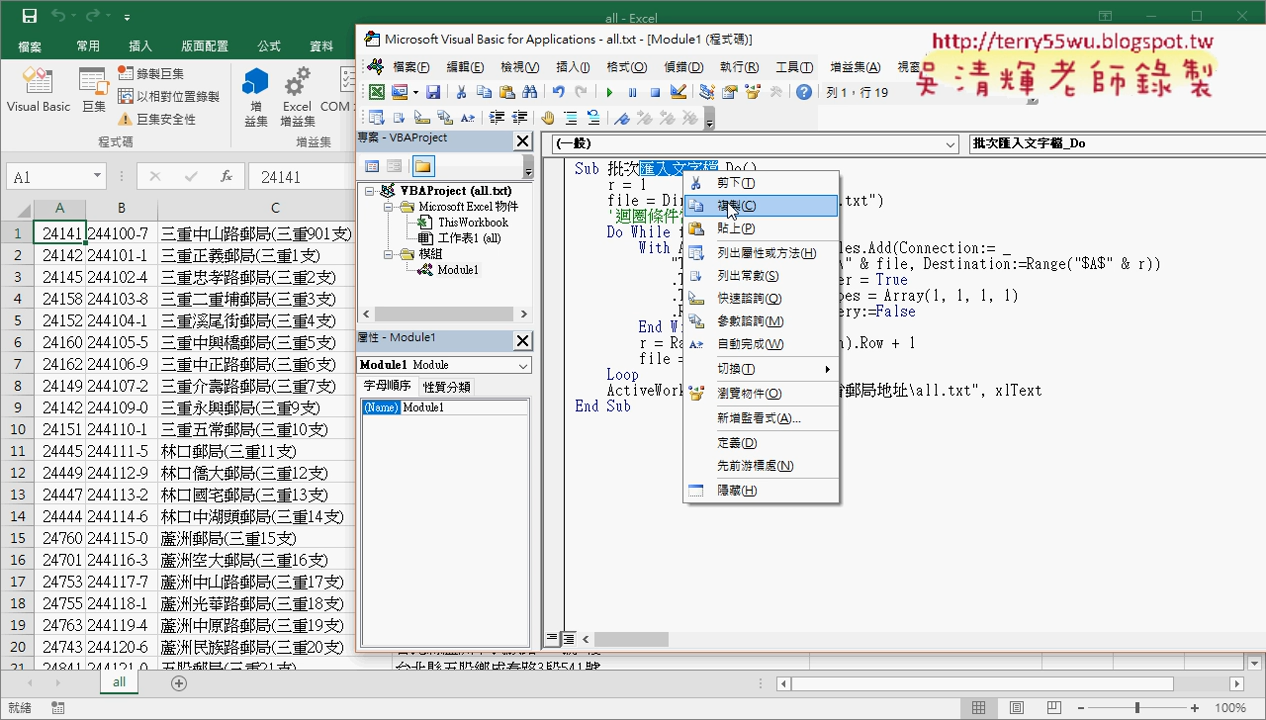 all - Excel
檔案 常用 插入 版面配置 公式 資料
Visual Basic 巨集 錄製巨集
以相對位置錄製
巨集安全性
增益集 Excel 增益集 COM
程式碼 增益集
A1 24141
A B C
1 24141 244100-7 三重中山路郵局(三重901支)
2 24142 244101-1 三重正義郵局(三重1支)
3 24145 244102-4 三重忠孝路郵局(三重2支)
4 24158 244103-8 三重二重埔郵局(三重3支)
5 24152 244104-1 三重溪尾街郵局(三重4支)
6 24160 244105-5 三重中興橋郵局(三重5支)
7 24162 244106-9 三重中正路郵局(三重6支)
8 24149 244107-2 三重介壽路郵局(三重7支)
9 24142 244109-0 三重永興郵局(三重9支)
10 24151 244110-1 三重五常郵局(三重10支)
11 24445 244111-5 林口郵局(三重11支)
12 24449 244112-9 林口僑大郵局(三重12支)
13 24447 244113-2 林口國宅郵局(三重13支)
14 24444 244114-6 林口中湖頭郵局(三重14支)
15 24760 244115-0 蘆洲郵局(三重15支)
16 24701 244116-3 蘆洲空大郵局(三重16支)
17 24753 244117-7 蘆洲中山路郵局(三重17支)
18 24755 244118-1 蘆洲光華路郵局(三重18支)
19 24763 244119-4 蘆洲中原路郵局(三重19支)
20 24743 244120-6 蘆洲民族路郵局(三重20支)
all
就緒
100%
Microsoft Visual Basic for Applications - all.txt - [Module1 (程式碼)]
檔案(F) 編輯(E) 檢視(V) 插入(I) 格式(O) 偵錯(D) 執行(R) 工具(T) 增益集(A) 視窗
列 1，行 19
http://terry55wu.blogspot.tw
吳清輝老師錄製
專案 - VBAProject
VBAProject (all.txt)
Microsoft Excel 物件
ThisWorkbook
工作表1 (all)
模組
Module1
屬性 - Module1
Module1 Module
字母順序 性質分類
(Name) Module1
(一般) 批次匯入文字檔_Do
Sub 批次匯入文字檔_Do()
r = 1
file = Di .txt")
'迴圈條件
Do While f
With A les.Add(Connection:= _
"T \" & file, Destination:=Range("$A$" & r))
.T er = True
.T pes = Array(1, 1, 1, 1)
ery:=False
End Wi
r = Ra ).Row + 1
file =
Loop
ActiveWork 郵局地址\all.txt", xlText
End Sub
剪下(T)
複製(C)
貼上(P)
列出屬性或方法(H)
列出常數(S)
快速諮詢(Q)
參數諮詢(M)
自動完成(W)
切換(T)
瀏覽物件(O)
新增監看式(A)...
定義(D)
先前游標處(N)
隱藏(H)